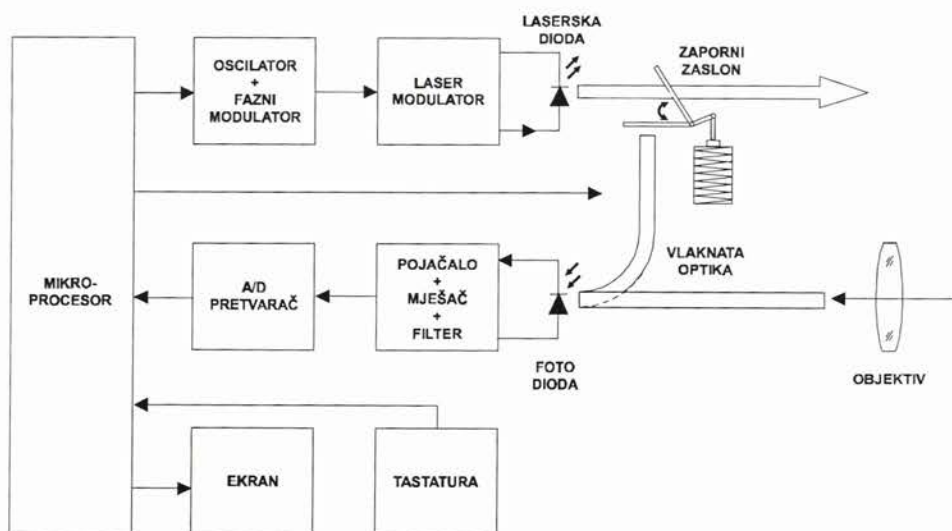 LASERSKA
DIODA
ZAPORNI
ZASLON
OSCILATOR
+
FAZNI
MODULATOR
LASER
MODULATOR
MIKRO-
PROCESOR
A/D
PRETVARAČ
POJAČALO
+
MJEŠAČ
+
FILTER
VLAKNATA
OPTIKA
FOTO
DIODA
OBJEKTIV
EKRAN
TASTATURA